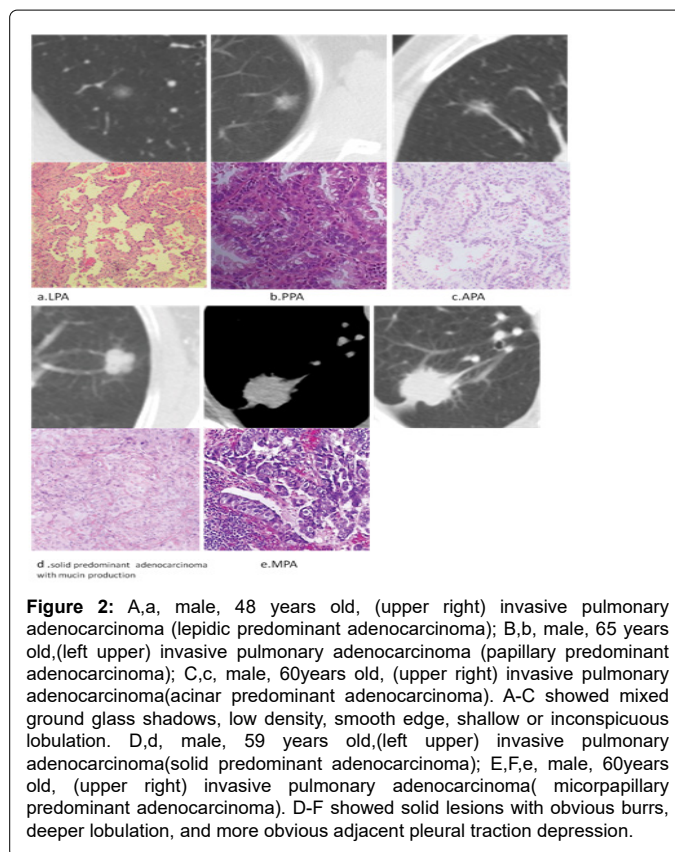 a.LPA b.PPA c.APA
d .solid predominant adenocarcinoma
with mucin production
e.MPA
Figure 2: A,a, male, 48 years old, (upper right) invasive pulmonary
adenocarcinoma (lepidic predominant adenocarcinoma); B,b, male, 65 years
old,(left upper) invasive pulmonary adenocarcinoma (papillary predominant
adenocarcinoma); C,c, male, 60years old, (upper right) invasive pulmonary
adenocarcinoma(acinar predominant adenocarcinoma). A-C showed mixed
ground glass shadows, low density, smooth edge, shallow or inconspicuous
lobulation. D,d, male, 59 years old,(left upper) invasive pulmonary
adenocarcinoma(solid predominant adenocarcinoma); E,F,e, male, 60years
old, (upper right) invasive pulmonary adenocarcinoma( micorpapillary
predominant adenocarcinoma). D-F showed solid lesions with obvious burrs,
deeper lobulation, and more obvious adjacent pleural traction depression.